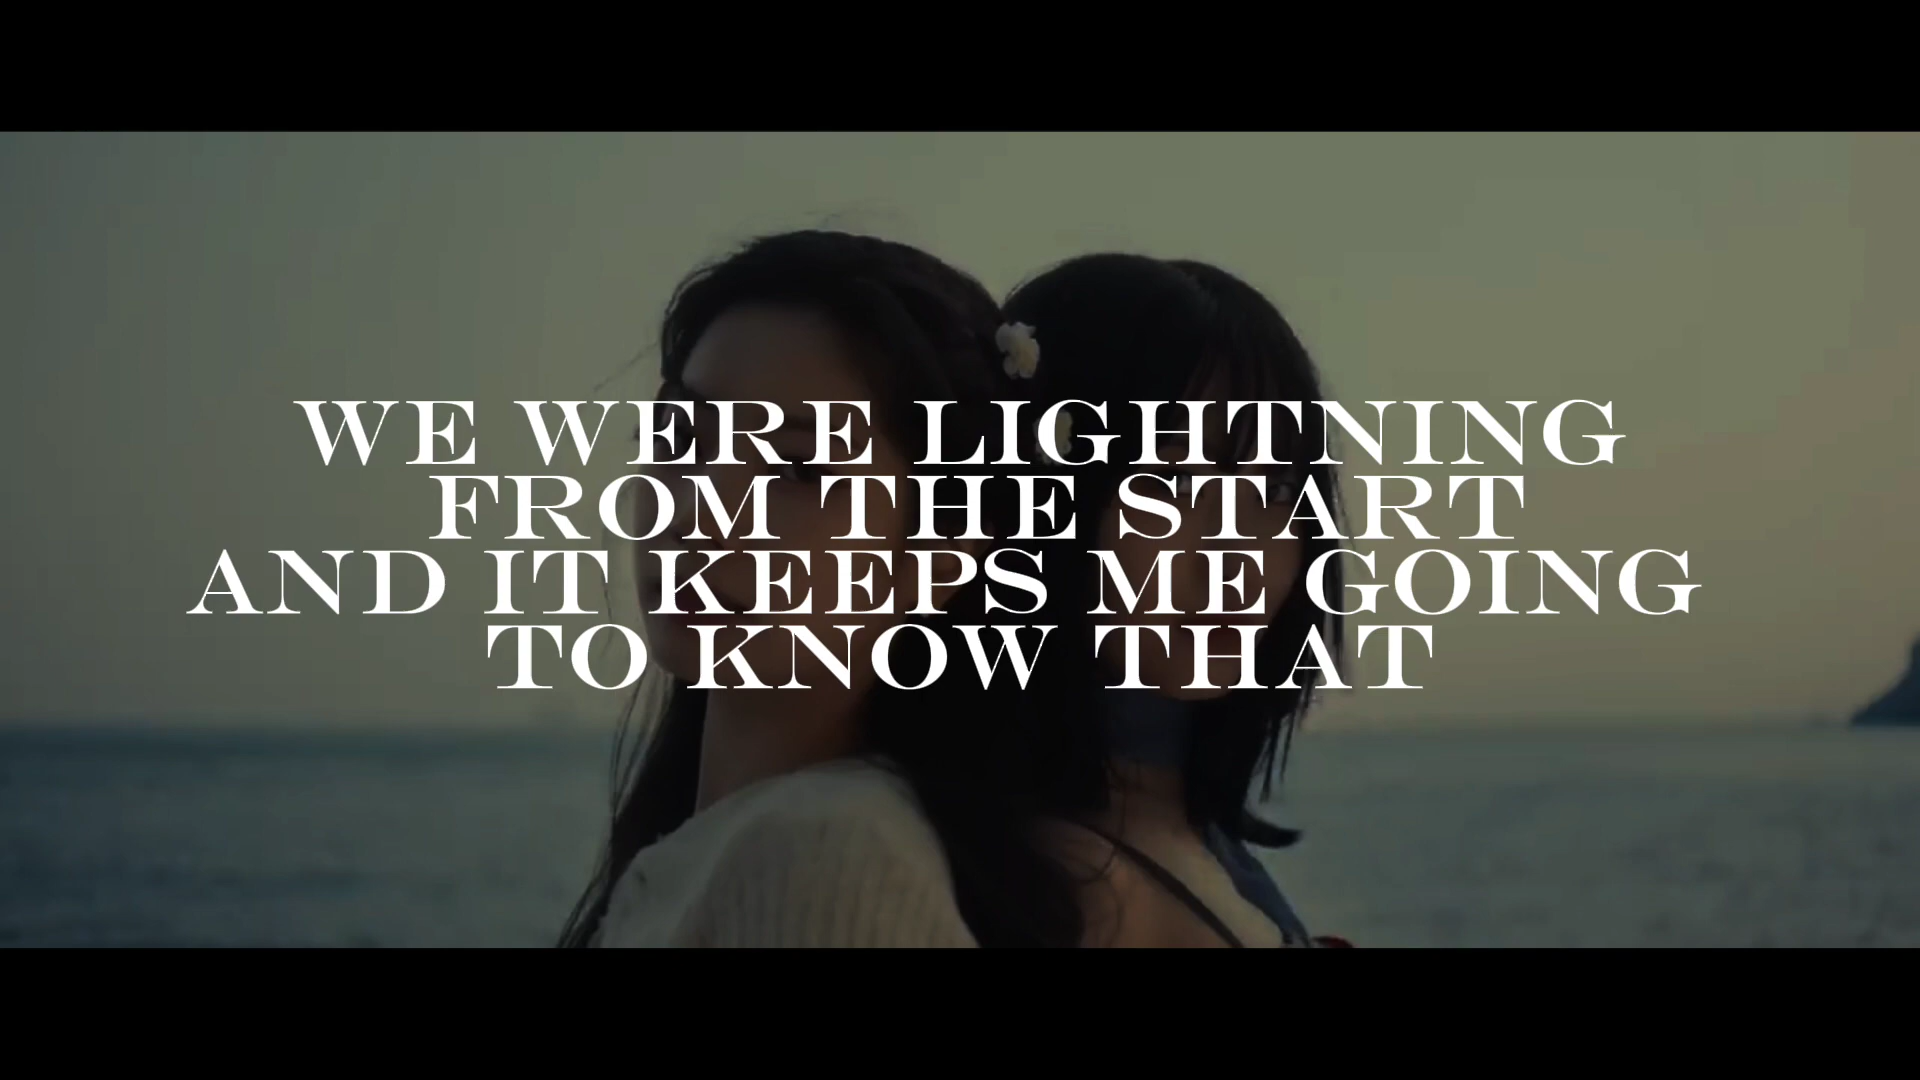 WE WERE LIGHTNING
FROM THE START
AND IT KEEPS ME GOING
TO KNOW THAT